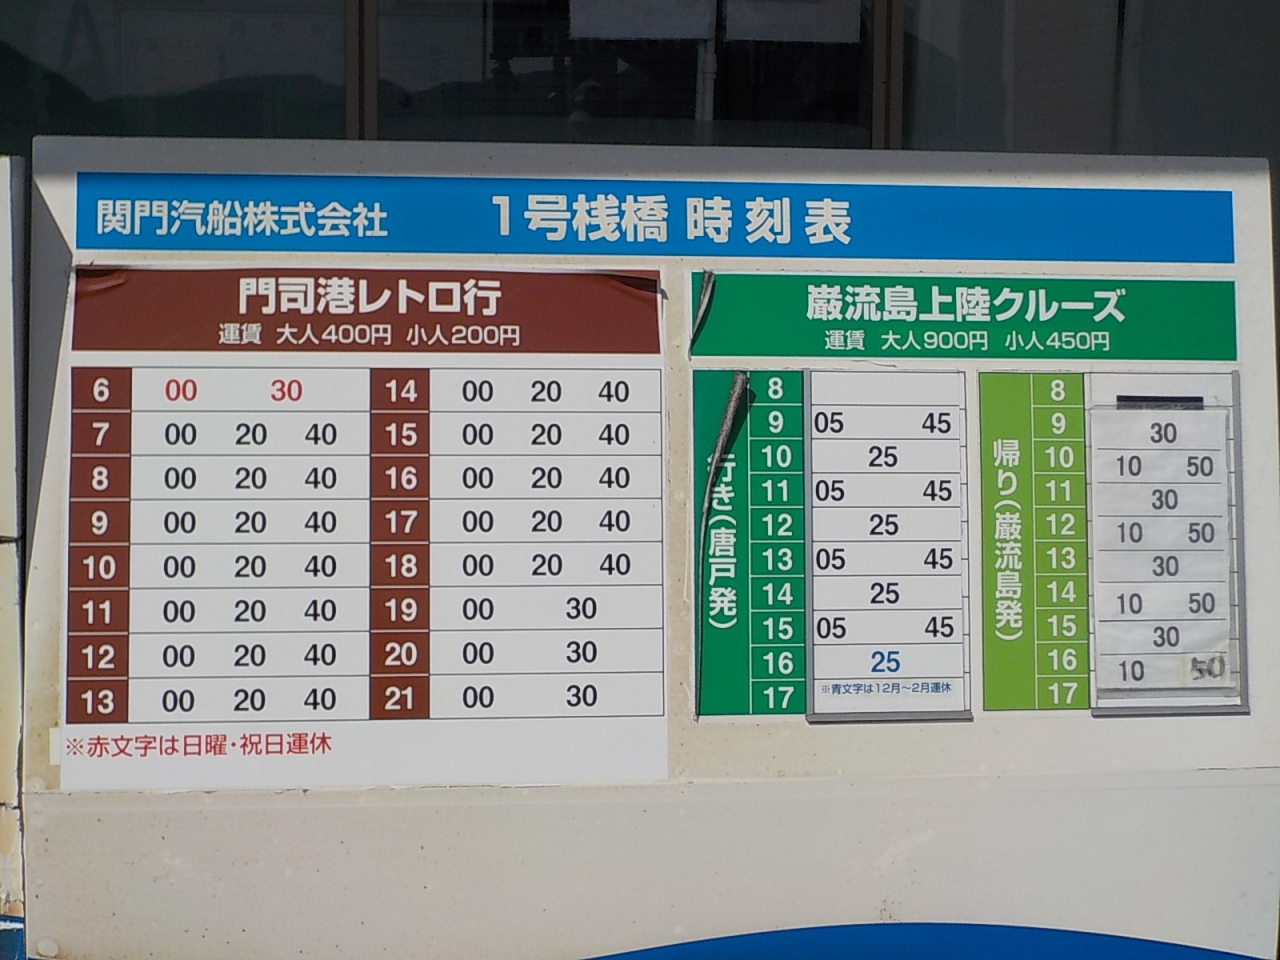 関門汽船株式会社 1号桟橋 時刻表
門司港レトロ行
運賃 大人400円 小人200円
6 00 30
7 00 20 40
8 00 20 40
9 00 20 40
10 00 20 40
11 00 20 40
12 00 20 40
13 00 20 40
14 00 20 40
15 00 20 40
16 00 20 40
17 00 20 40
18 00 20 40
19 00 30
20 00 30
21 00 30
※赤文字は日曜・祝日運休
巌流島上陸クルーズ
運賃 大人900円 小人450円
行き(唐戸発)
8
9 05 45
10 25
11 05 45
12 25
13 05 45
14 25
15 05 45
16 25
17 ※青文字は12月～2月運休
帰り(巌流島発)
8
9 30
10 10 50
11 30
12 10 50
13 30
14 10 50
15 30
16 10 50
17